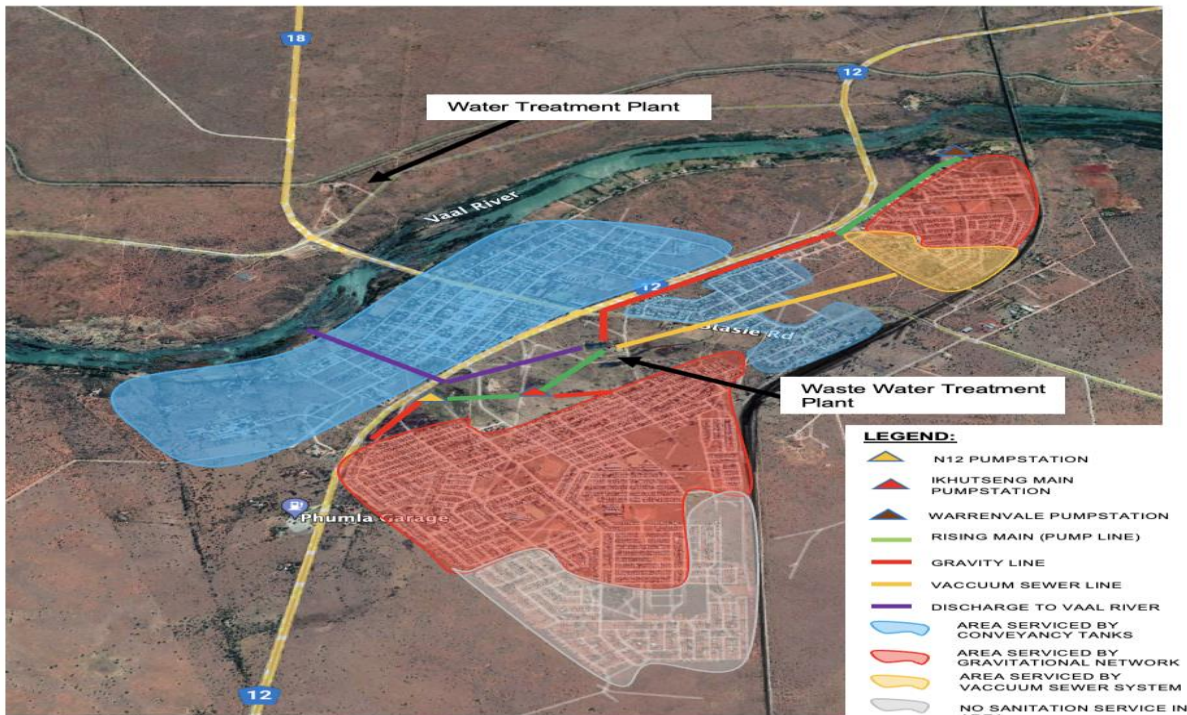 18
12
Water Treatment Plant
Vaal River
12
Stasie Rd
Waste Water Treatment
Plant
Phumla Garage
12
LEGEND:
N12 PUMPSTATION
IKHUTSENG MAIN
PUMPSTATION
WARRENVALE PUMPSTATION
RISING MAIN (PUMP LINE)
GRAVITY LINE
VACCUUM SEWER LINE
DISCHARGE TO VAAL RIVER
AREA SERVICED BY
CONVEYANCY TANKS
AREA SERVICED BY
GRAVITATIONAL NETWORK
AREA SERVICED BY
VACCUUM SEWER SYSTEM
NO SANITATION SERVICE IN